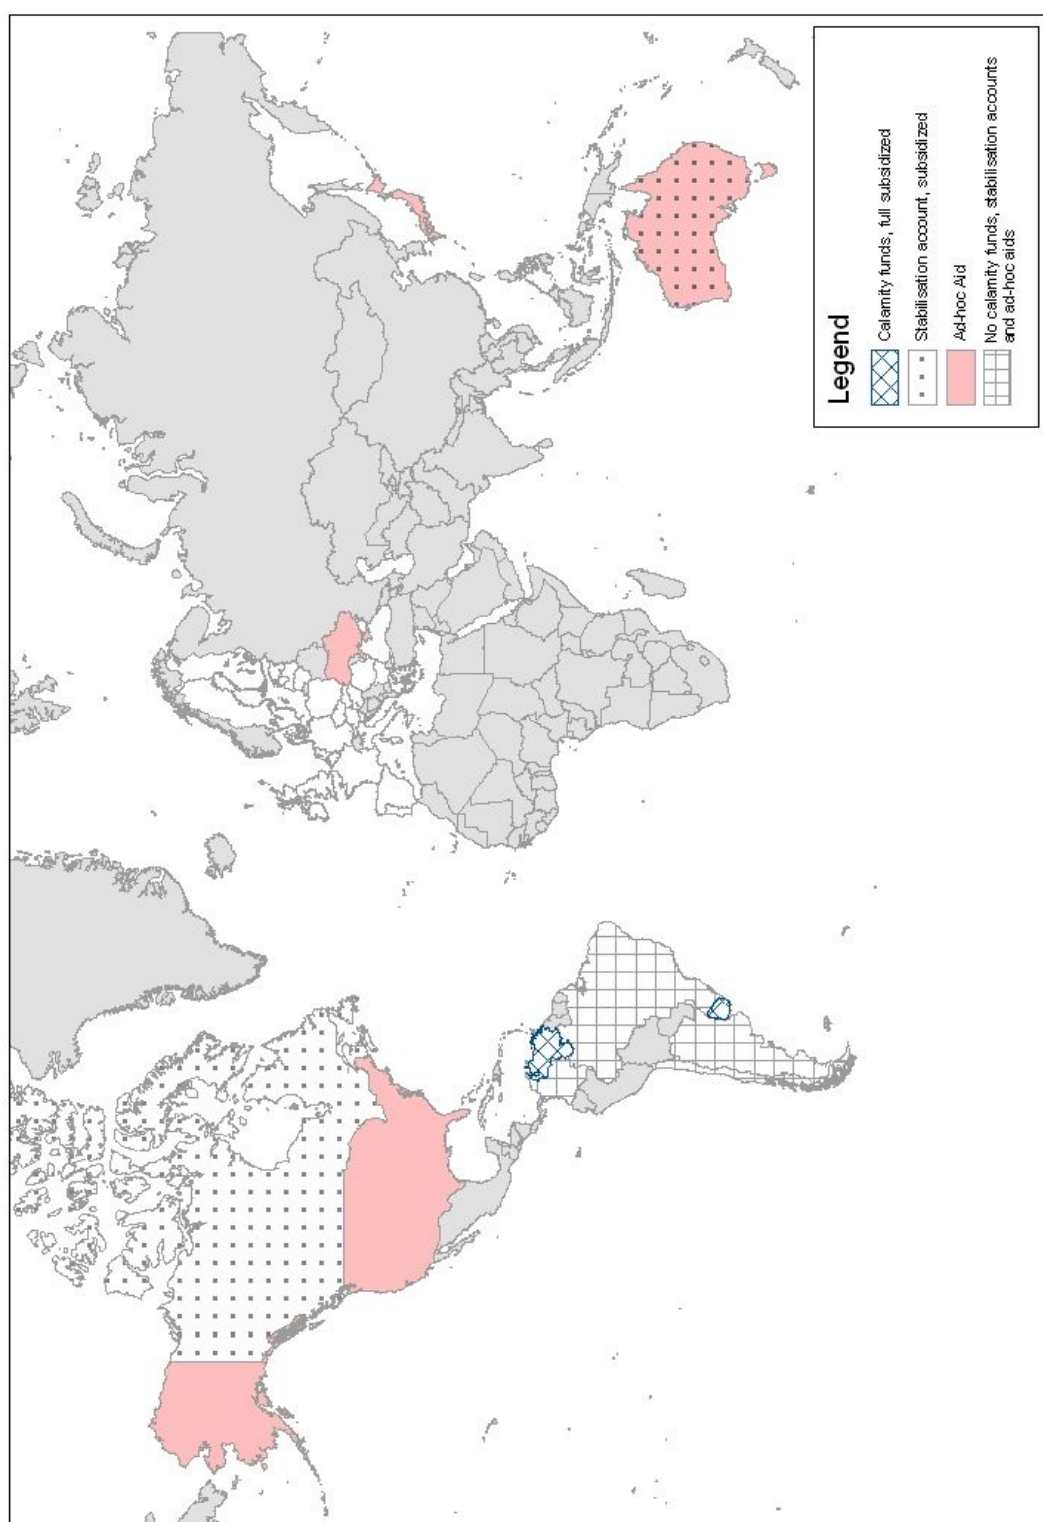 Legend
Calamity funds, full subsidized
Stabilisation account, subsidized
Ad-hoc Aid
No calamity funds, stabilisation accounts
and ad-hoc aids